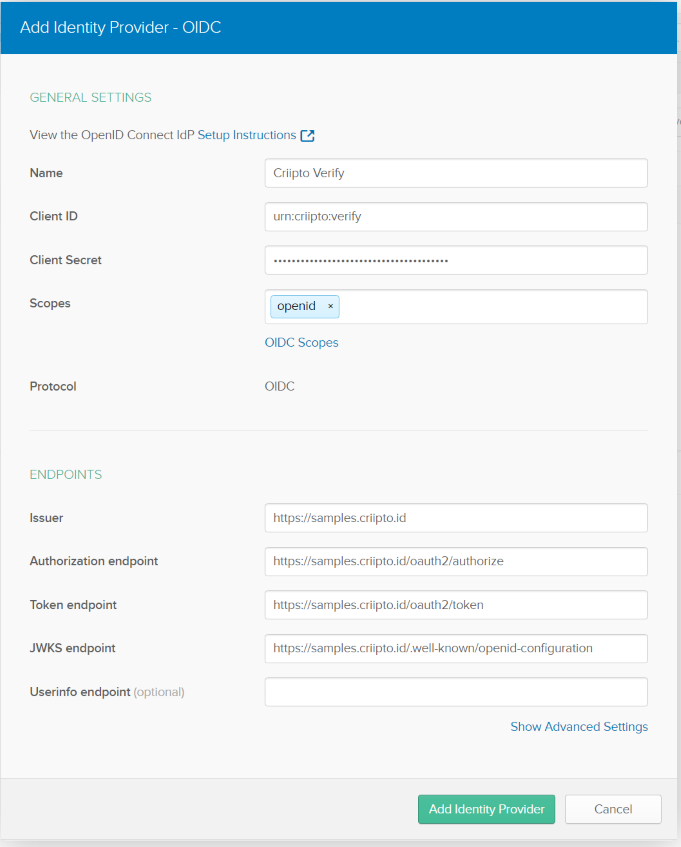 Add Identity Provider - OIDC
GENERAL SETTINGS
View the OpenID Connect IdP Setup Instructions
Name Criipto Verify
Client ID urn:criipto:verify
Client Secret ••••••••••••••••••••••••••••••••••••••••
Scopes openid ×
OIDC Scopes
Protocol OIDC
ENDPOINTS
Issuer https://samples.criipto.id
Authorization endpoint https://samples.criipto.id/oauth2/authorize
Token endpoint https://samples.criipto.id/oauth2/token
JWKS endpoint https://samples.criipto.id/.well-known/openid-configuration
Userinfo endpoint (optional)
Show Advanced Settings
Add Identity Provider Cancel